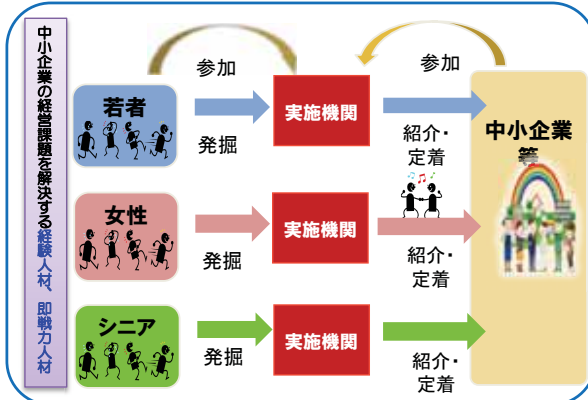 中小企業の経営課題を解決する経験人材、即戦力人材
参加
参加
若者
発掘
実施機関
紹介・
定着
中小企業
等
女性
発掘
実施機関
紹介・
定着
シニア
発掘
実施機関
紹介・
定着